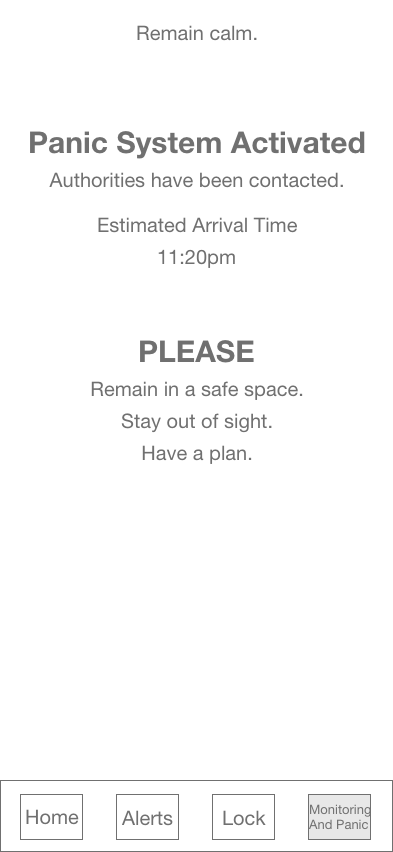 Remain calm.
Panic System Activated
Authorities have been contacted.
Estimated Arrival Time
11:20pm
PLEASE
Remain in a safe space.
Stay out of sight.
Have a plan.
Home
Alerts
Lock
Monitoring
And Panic